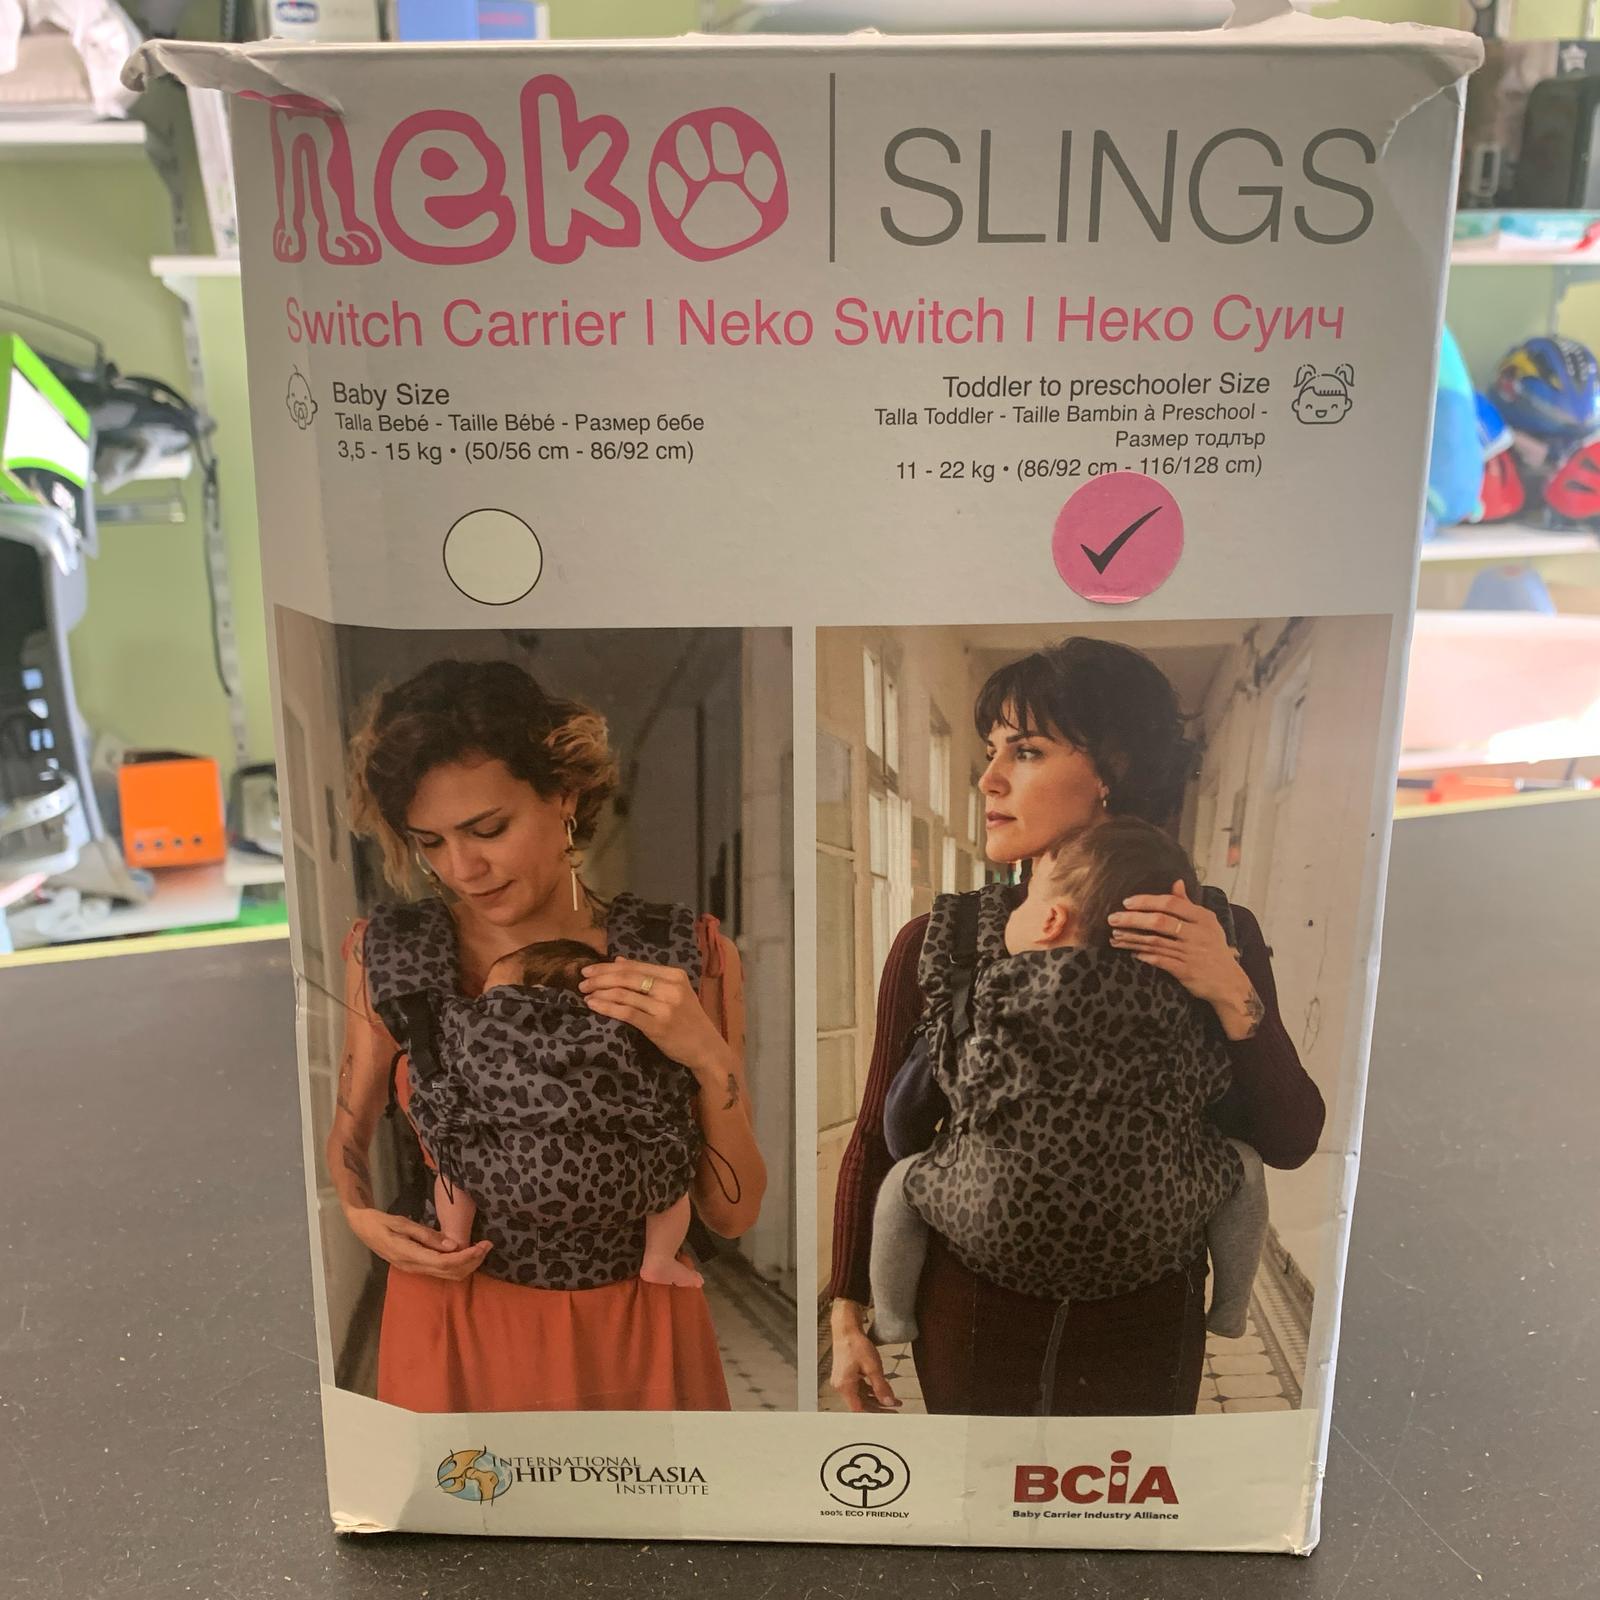 neko | SLINGS
Switch Carrier | Neko Switch | Неко Суич
Baby Size
Talla Bebé - Taille Bébé - Размер бебе
3,5 - 15 kg • (50/56 cm - 86/92 cm)
Toddler to preschooler Size
Talla Toddler - Taille Bambin à Preschool -
Размер тодлър
11 - 22 kg • (86/92 cm - 116/128 cm)
INTERNATIONAL
HIP DYSPLASIA
INSTITUTE
100% ECO FRIENDLY
BCiA
Baby Carrier Industry Alliance